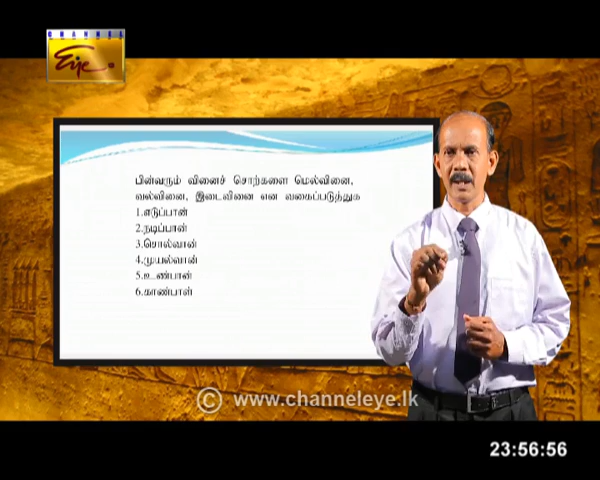 CHANNEL
Eye
பின்வரும் வினைச் சொற்களை மெல்வினை,
வல்வினை, இடைவினை என வகைப்படுத்துக
1.எடுப்பான்
2.நடிப்பான்
3.சொல்வான்
4.முயல்வான்
5.உண்பான்
6.காண்பாள்
© www.channeleye.lk
23:56:56